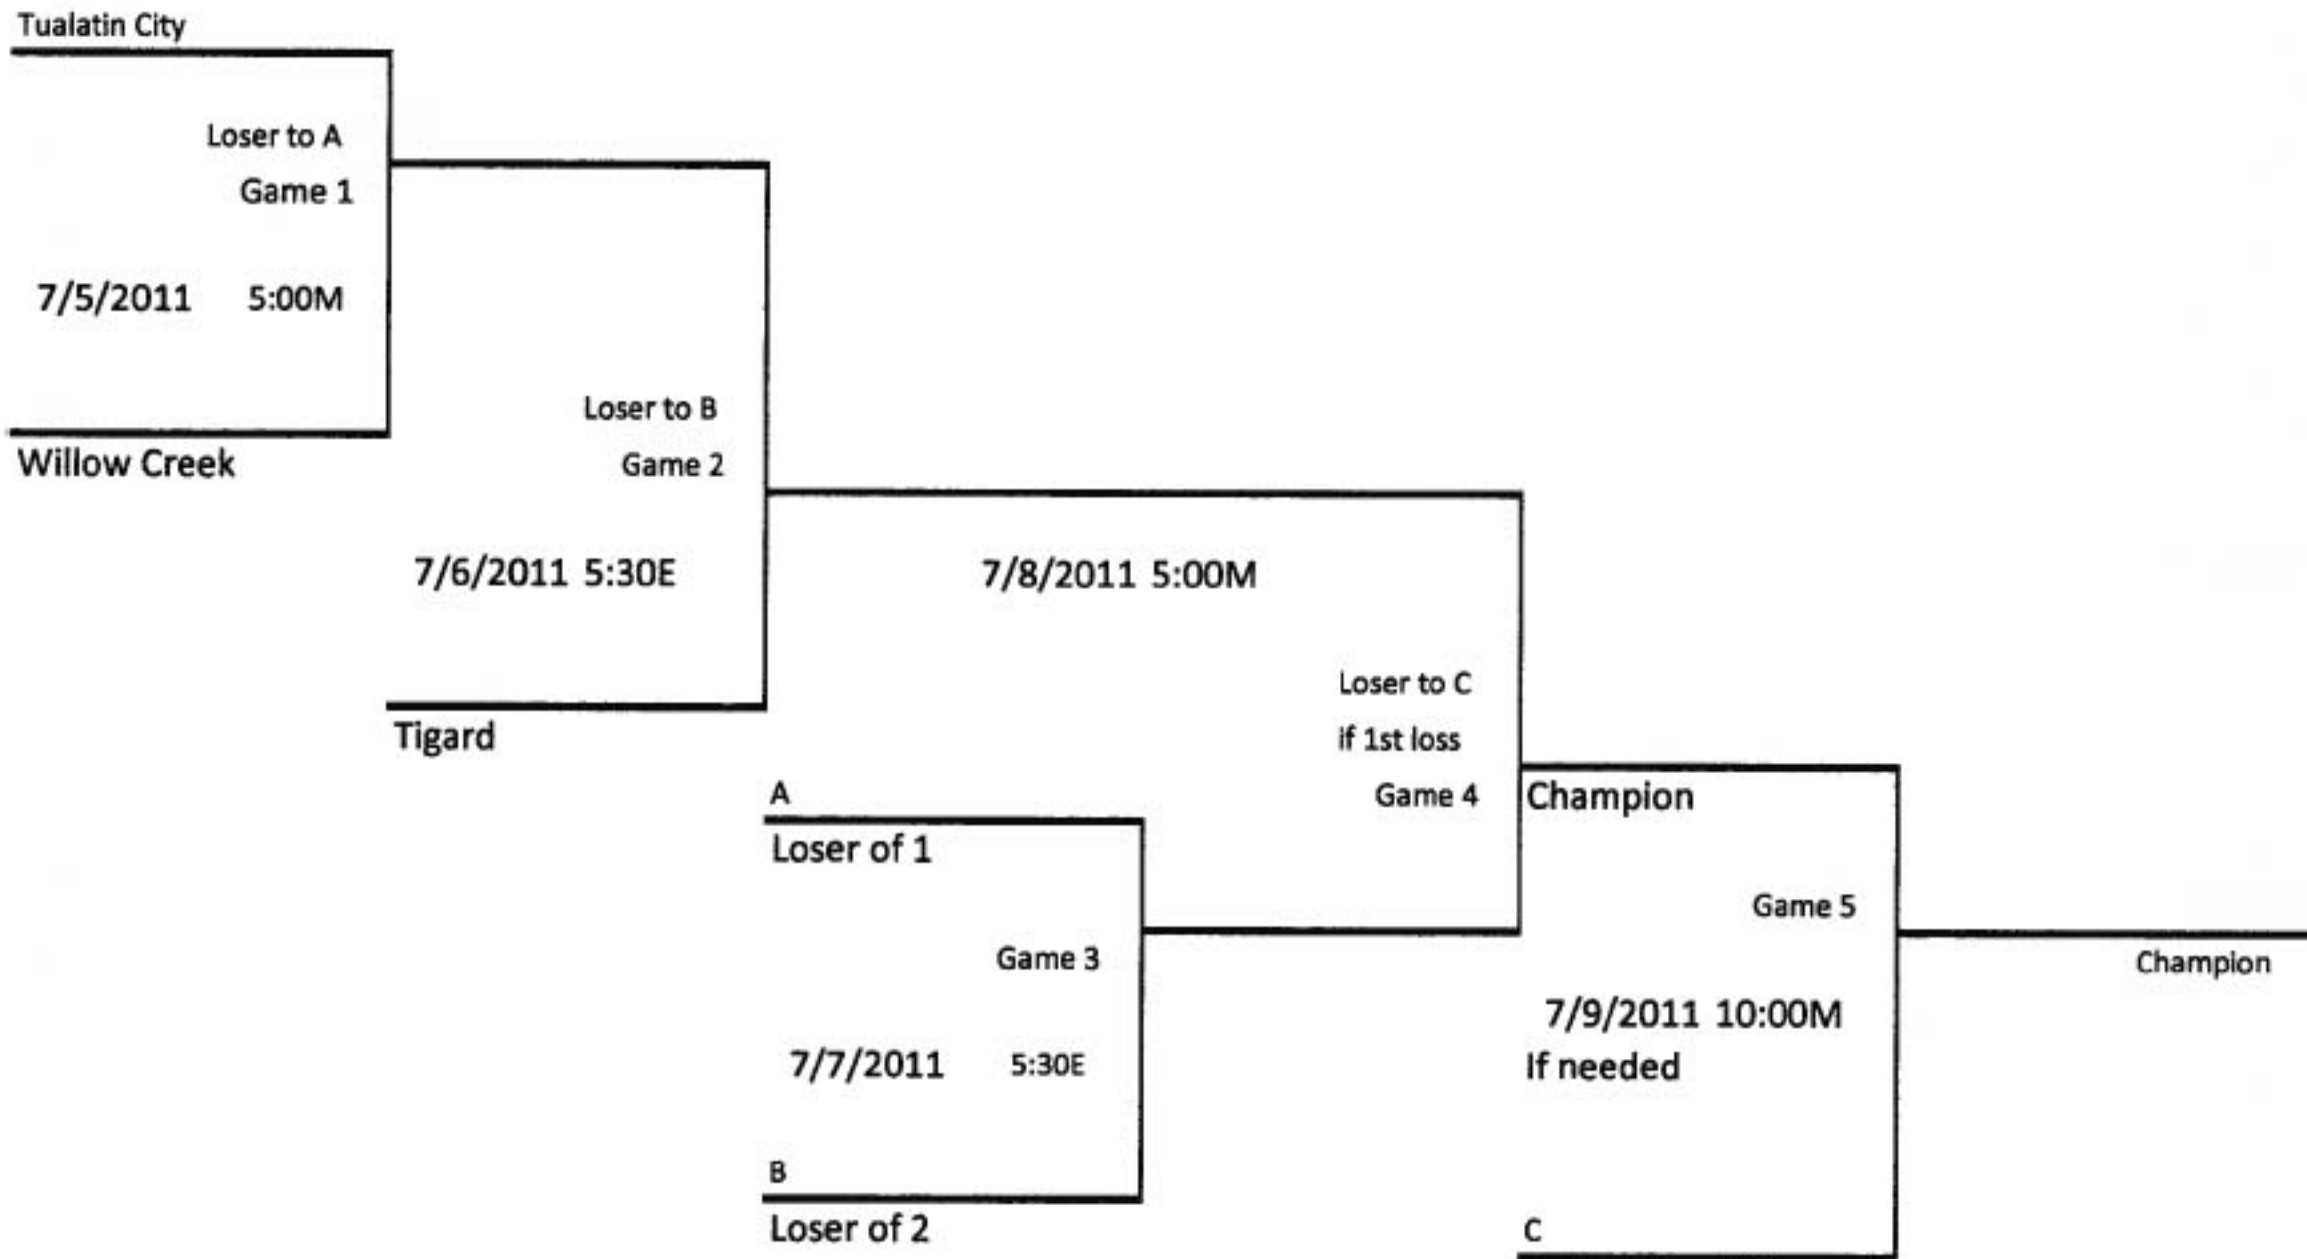 Tualatin City
Loser to A
Game 1
7/5/2011 5:00M
Willow Creek
Loser to B
Game 2
7/6/2011 5:30E
Tigard
7/8/2011 5:00M
Loser to C
if 1st loss
Game 4
A
Loser of 1
Game 3
7/7/2011 5:30E
B
Loser of 2
Champion
Game 5
7/9/2011 10:00M
If needed
C
Champion